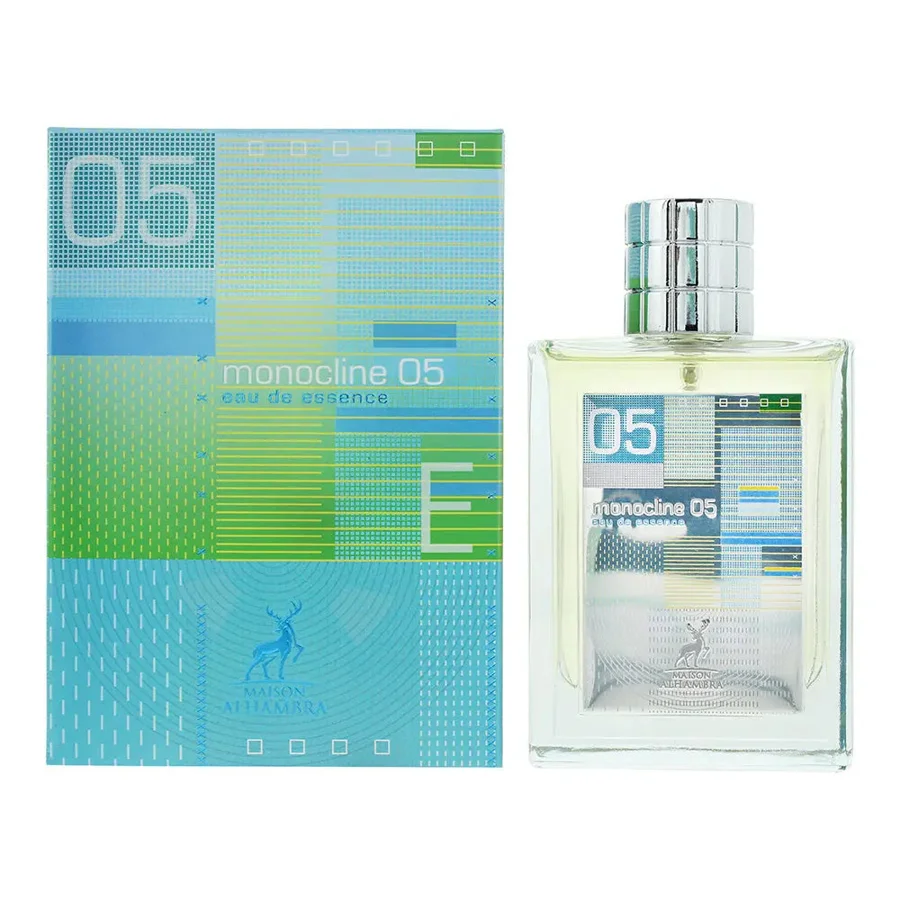 05
monocline 05
eau de essence
E
MAISON
ALHAMBRA
05
monocline 05
eau de essence
MAISON
ALHAMBRA